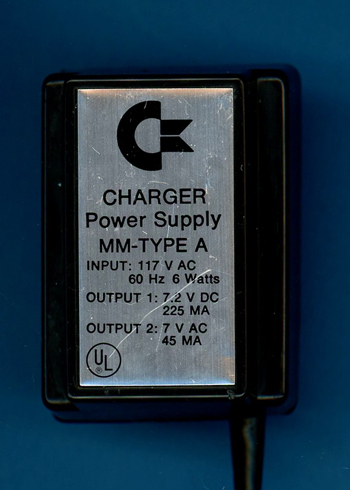 CHARGER
Power Supply
MM-TYPE A
INPUT: 117 V AC
60 Hz 6 Watts
OUTPUT 1: 7.2 V DC
225 MA
OUTPUT 2: 7 V AC
45 MA
UL
®